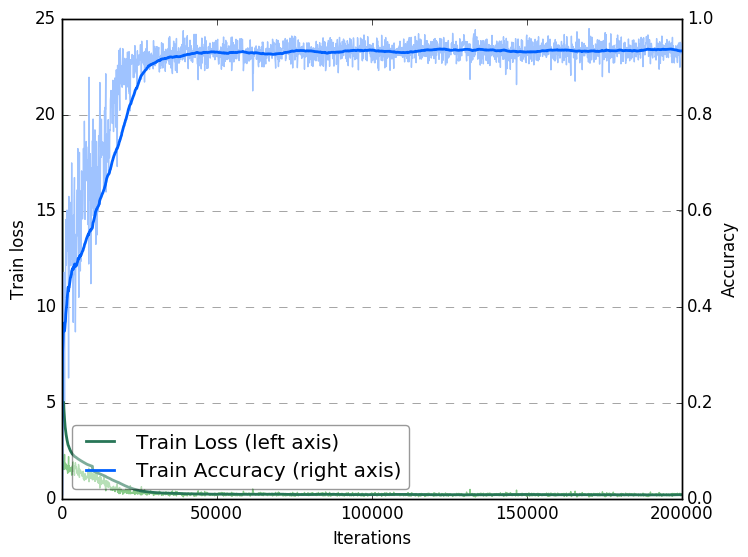 25
20
15
10
5
0
1.0
0.8
0.6
0.4
0.2
0.0
Train loss
Accuracy
Train Loss (left axis)
Train Accuracy (right axis)
0 50000 100000 150000 200000
Iterations